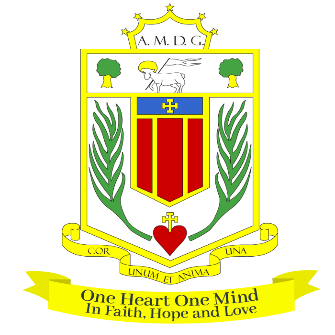 A. M. D. G.
COR UNUM ET ANIMA UNA
One Heart One Mind
In Faith, Hope and Love